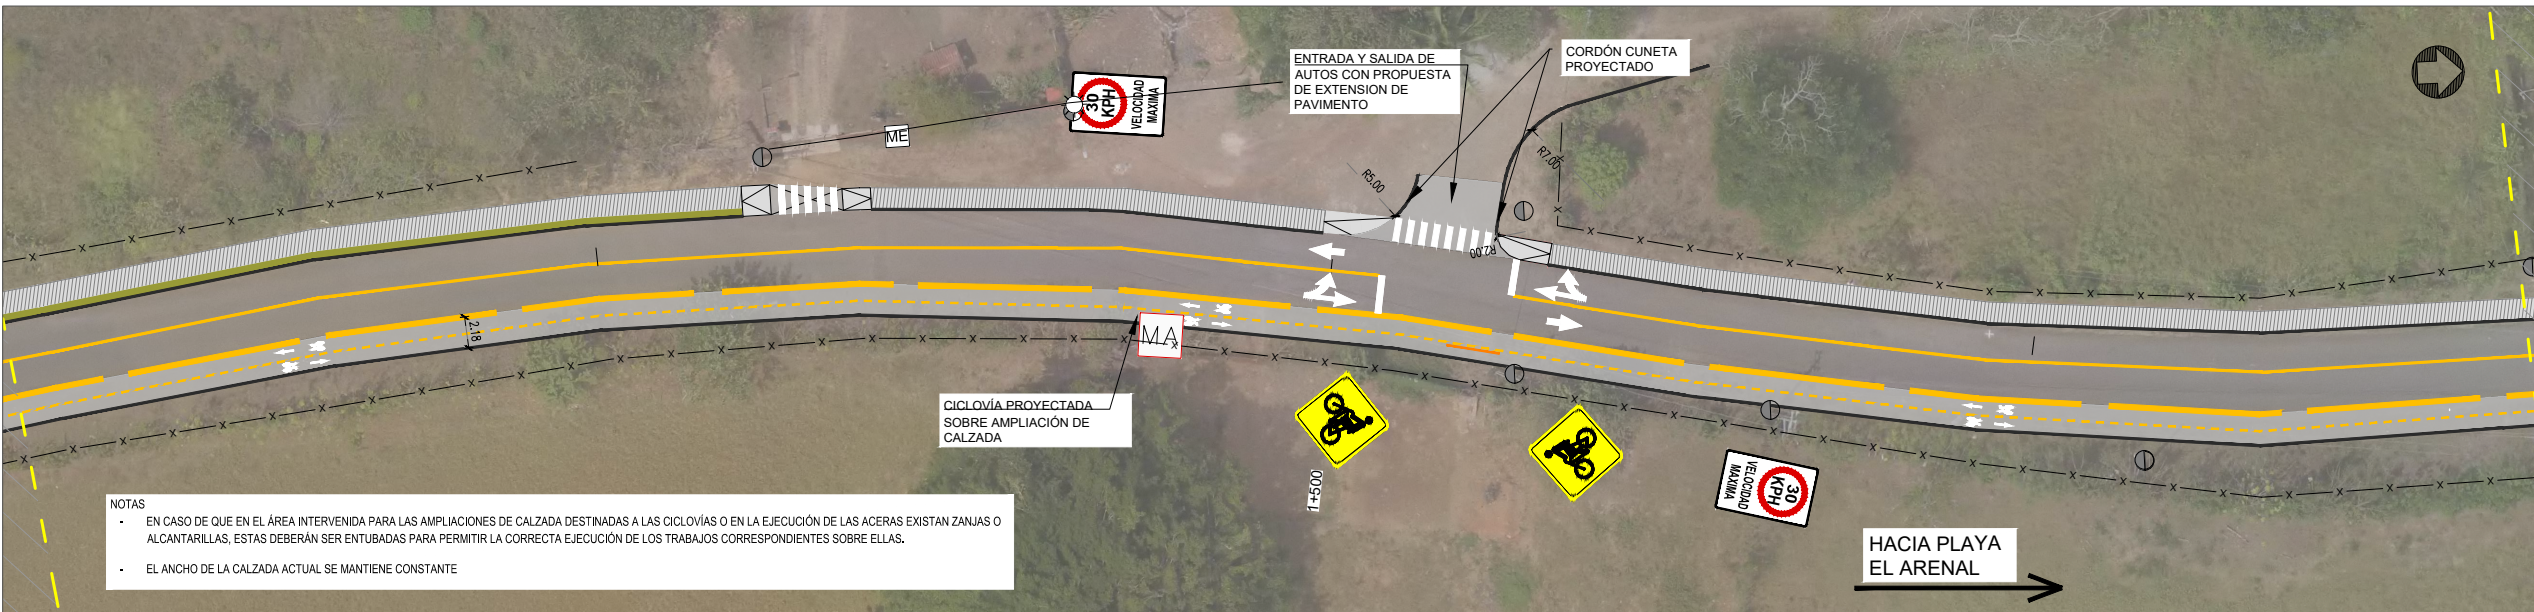 ENTRADA Y SALIDA DE
AUTOS CON PROPUESTA
DE EXTENSION DE
PAVIMENTO
CORDÓN CUNETA
PROYECTADO
30
KPH
VELOCIDAD
MAXIMA
ME
R5.00
R7.00
R2.00
2.18
MA
CICLOVÍA PROYECTADA
SOBRE AMPLIACIÓN DE
CALZADA
1+500
30
KPH
VELOCIDAD
MAXIMA
NOTAS
- EN CASO DE QUE EN EL ÁREA INTERVENIDA PARA LAS AMPLIACIONES DE CALZADA DESTINADAS A LAS CICLOVÍAS O EN LA EJECUCIÓN DE LAS ACERAS EXISTAN ZANJAS O
ALCANTARILLAS, ESTAS DEBERÁN SER ENTUBADAS PARA PERMITIR LA CORRECTA EJECUCIÓN DE LOS TRABAJOS CORRESPONDIENTES SOBRE ELLAS.
- EL ANCHO DE LA CALZADA ACTUAL SE MANTIENE CONSTANTE
HACIA PLAYA
EL ARENAL